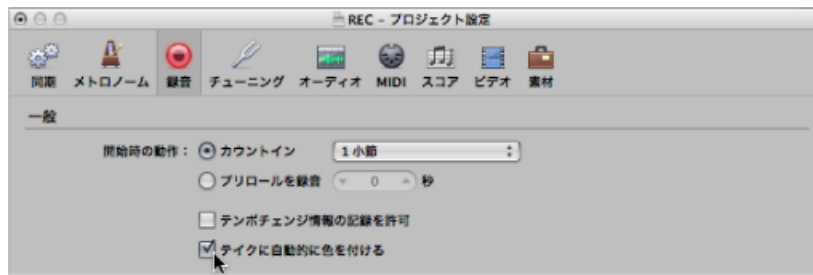 REC – プロジェクト設定
同期 メトロノーム 録音 チューニング オーディオ MIDI スコア ビデオ 素材
一般
開始時の動作： カウントイン 1 小節
プリロールを録音 0 秒
テンポチェンジ情報の記録を許可
テイクに自動的に色を付ける